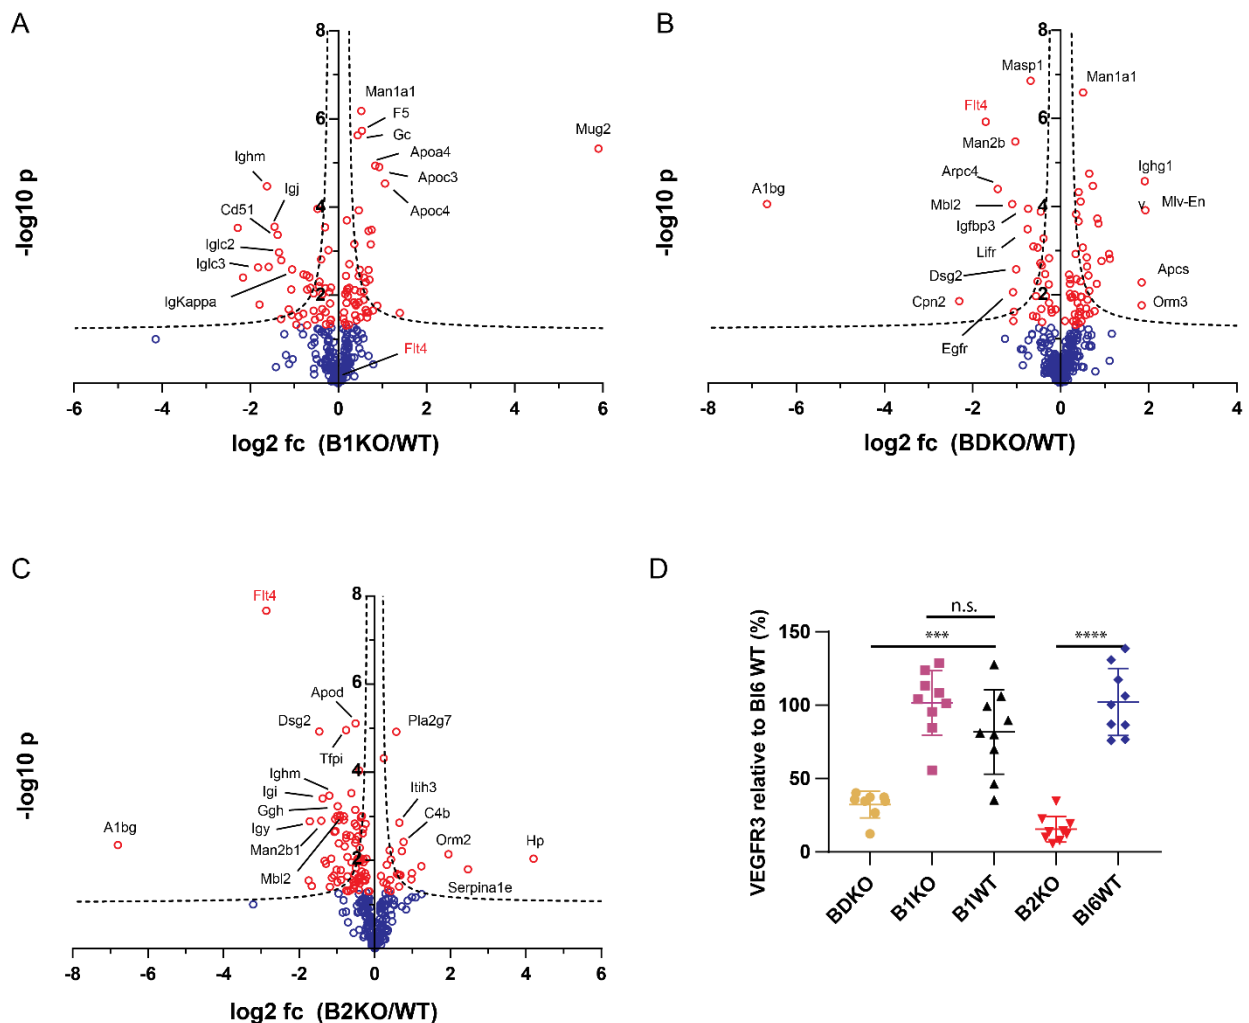 A
8
6
4
2
-log10 p
Man1a1
F5
Gc
Mug2
Apoa4
Apoc3
Apoc4
Ighm
Igj
Cd51
Iglc2
Iglc3
IgKappa
Flt4
-6
-4
-2
0
2
4
6
log2 fc (B1KO/WT)
B
8
6
4
2
-log10 p
Masp1
Man1a1
Flt4
Man2b
Arpc4
Ighg1
A1bg
Mbl2
Mlv-En
v
Igfbp3
Lifr
Dsg2
Apcs
Cpn2
Orm3
Egfr
-8
-6
-4
-2
0
2
4
log2 fc (BDKO/WT)
C
8
6
4
2
-log10 p
Flt4
Apod
Dsg2
Pla2g7
Tfpi
Ighm
Igi
Ggh
Itih3
Igy
C4b
A1bg
Man2b1
Orm2
Hp
Mbl2
Serpina1e
-8
-6
-4
-2
0
2
4
6
log2 fc (B2KO/WT)
D
VEGFR3 relative to Bl6 WT (%)
150
100
50
0
n.s.
***
****
BDKO
B1KO
B1WT
B2KO
Bl6WT